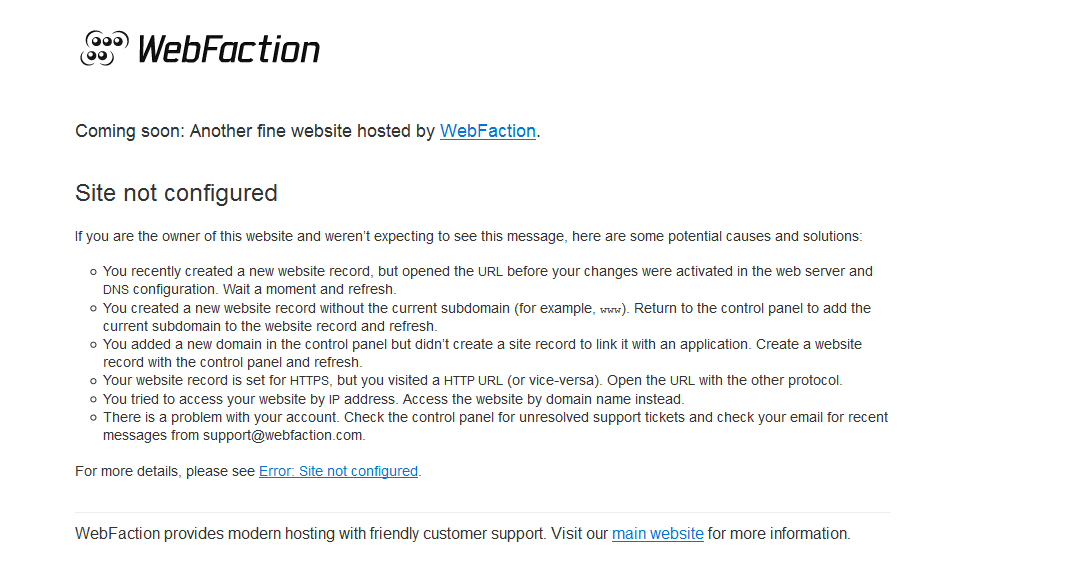 WebFaction
Coming soon: Another fine website hosted by WebFaction.
Site not configured
If you are the owner of this website and weren't expecting to see this message, here are some potential causes and solutions:
You recently created a new website record, but opened the URL before your changes were activated in the web server and
DNS configuration. Wait a moment and refresh.
You created a new website record without the current subdomain (for example, www). Return to the control panel to add the
current subdomain to the website record and refresh.
You added a new domain in the control panel but didn't create a site record to link it with an application. Create a website
record with the control panel and refresh.
Your website record is set for HTTPS, but you visited a HTTP URL (or vice-versa). Open the URL with the other protocol.
You tried to access your website by IP address. Access the website by domain name instead.
There is a problem with your account. Check the control panel for unresolved support tickets and check your email for recent
messages from support@webfaction.com.
For more details, please see Error: Site not configured.
WebFaction provides modern hosting with friendly customer support. Visit our main website for more information.